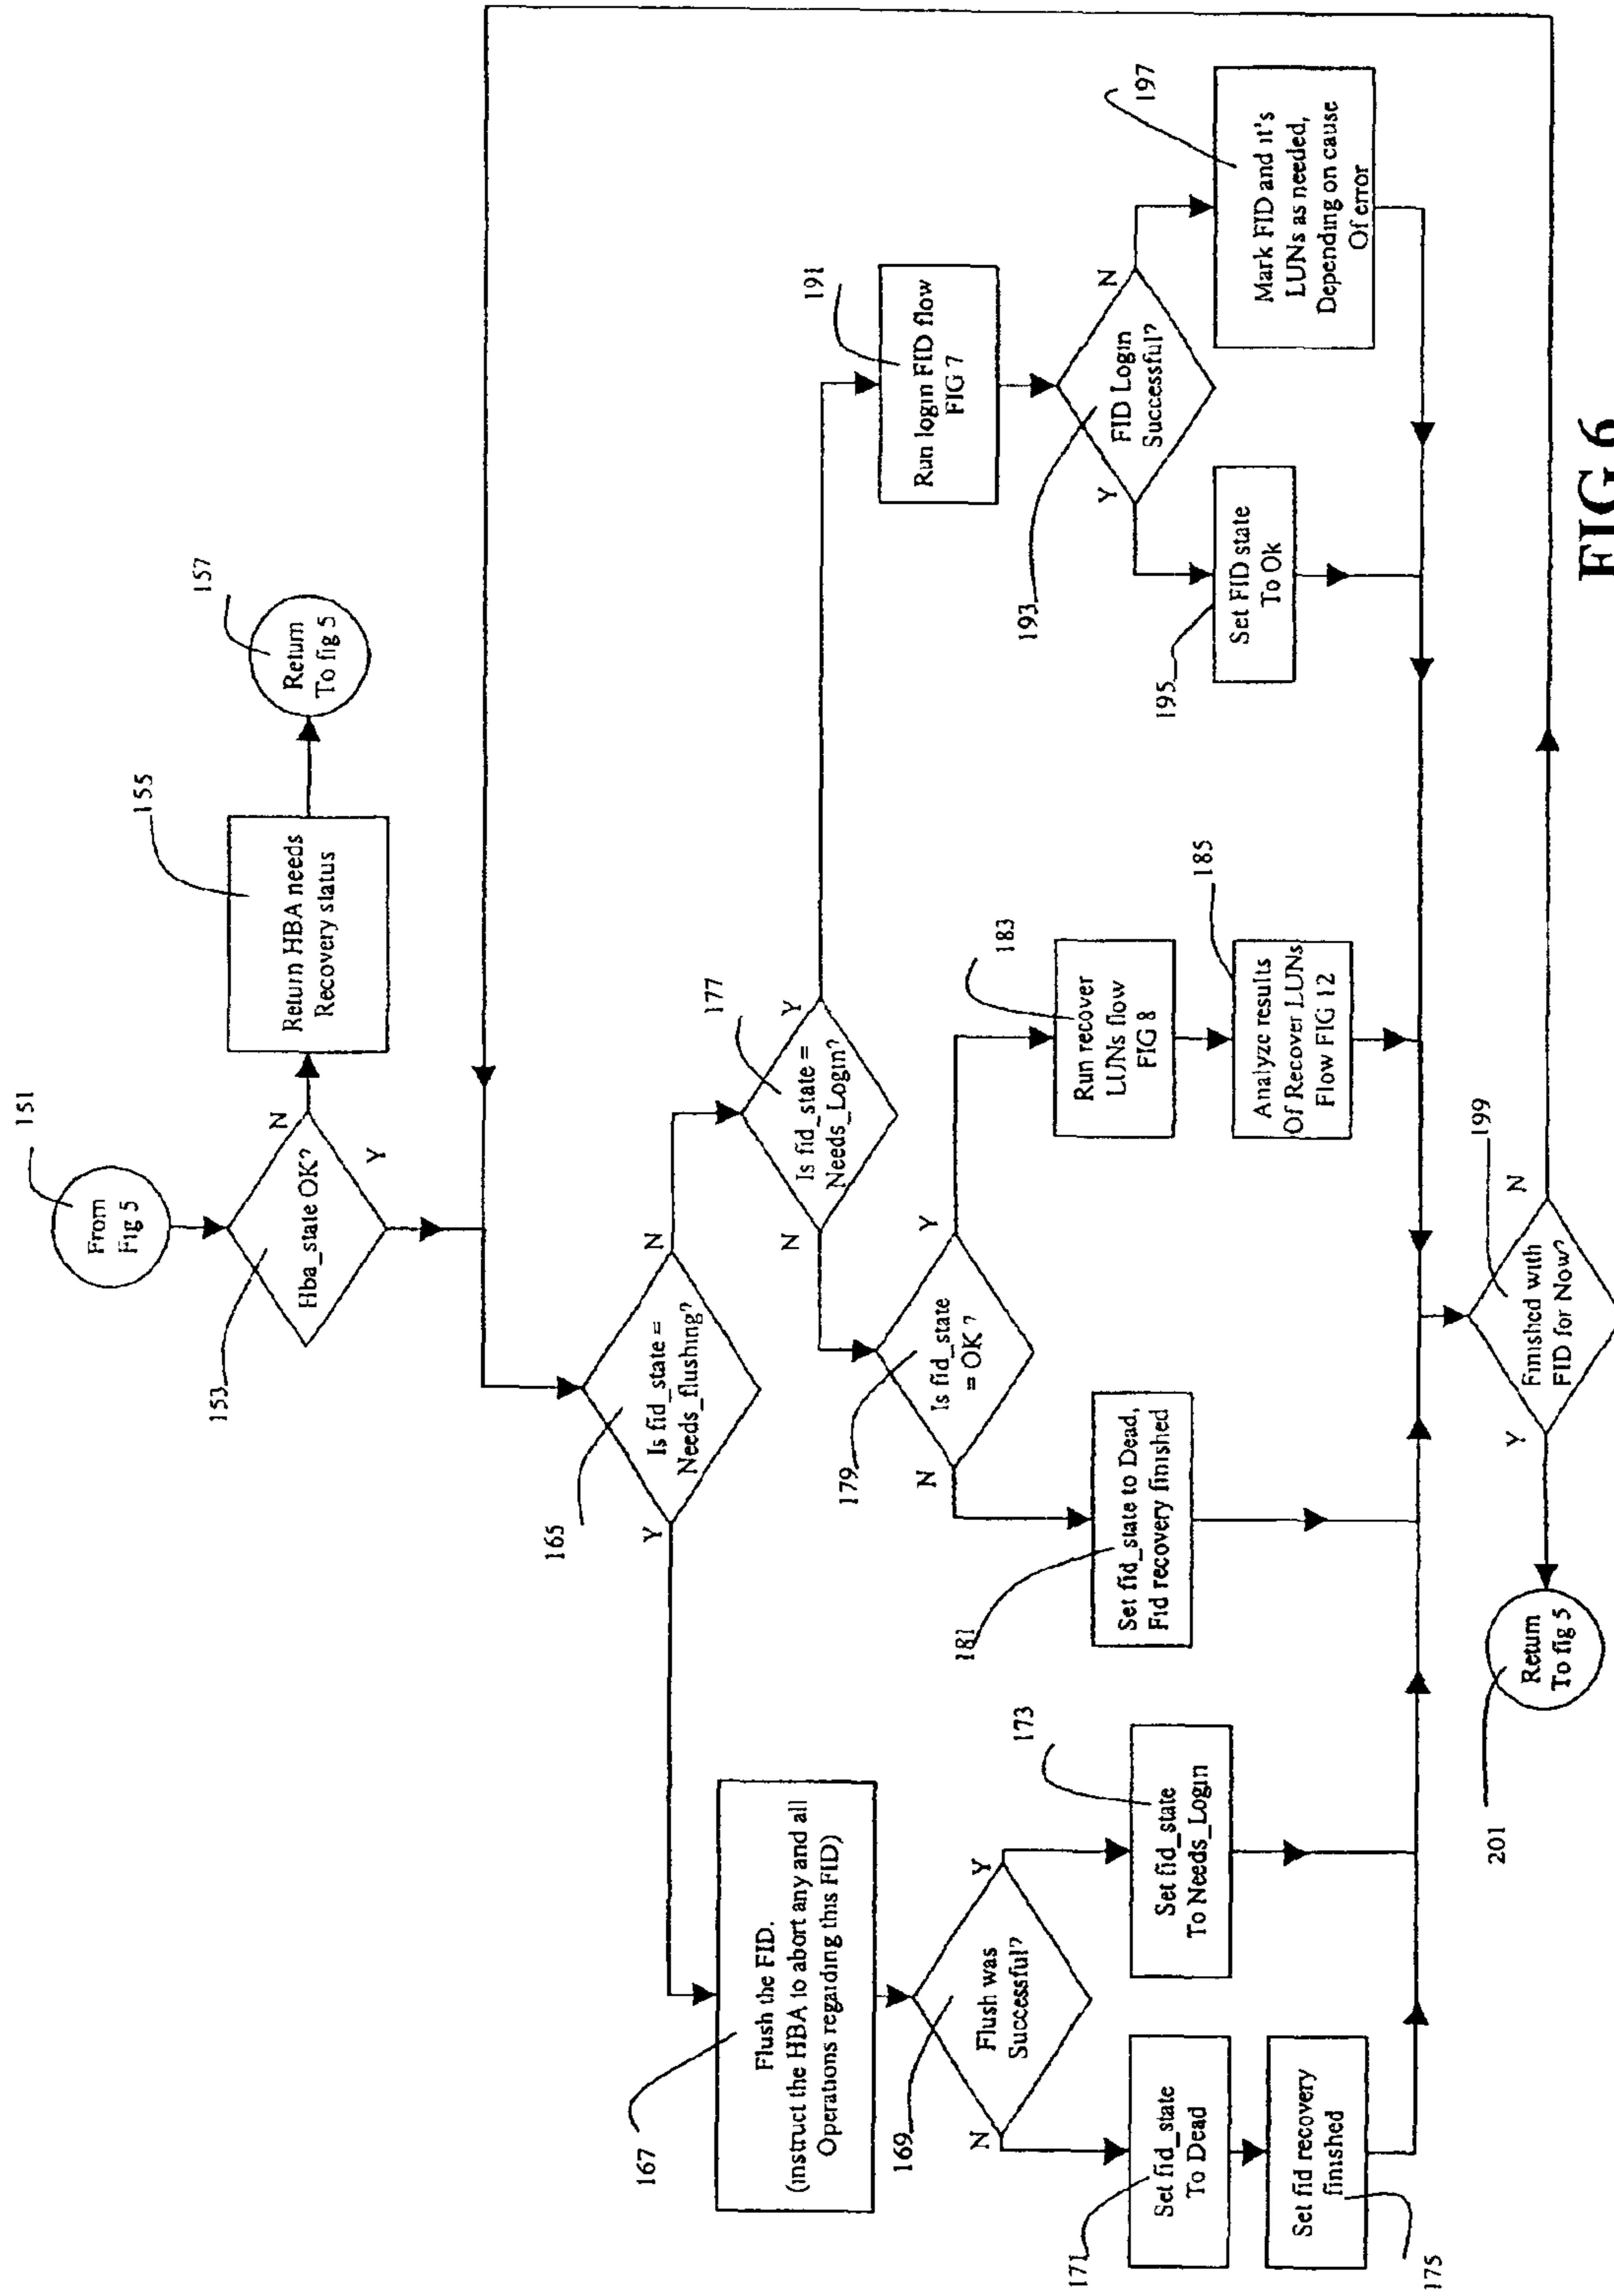 151
From
Fig 5
153
Hba_state OK?
N
Y
155
Return HBA needs
Recovery status
157
Return
To fig 5
165
Is fid_state =
Needs_flushing?
Y
N
167
Flush the FID.
(instruct the HBA to abort any and all
Operations regarding this FID)
169
Flush was
Successful?
N
Y
171
Set fid_state
To Dead
173
Set fid_state
To Needs_Login
Set fid recovery
finished
175
177
Is fid_state =
Needs_Login?
N
Y
179
Is fid_state
= OK ?
N
Y
181
Set fid_state to Dead,
Fid recovery finished
183
Run recover
LUNs flow
FIG 8
185
Analyze results
Of Recover LUNs
Flow FIG 12
191
Run login FID flow
FIG 7
193
FID Login
Successful?
Y
N
195
Set FID state
To Ok
197
Mark FID and it's
LUNs as needed,
Depending on cause
Of error
199
Finished with
FID for Now?
Y
N
201
Return
To fig 5
FIG 6